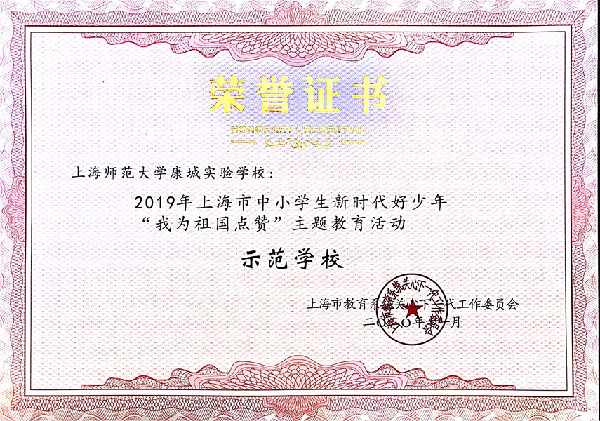 荣誉证书
HONORARY CREDENTIAL
上海师范大学康城实验学校：
2019年上海市中小学生新时代好少年
“我为祖国点赞”主题教育活动
示范学校
上海市教育系统关心下一代工作委员会
二〇二〇年 月